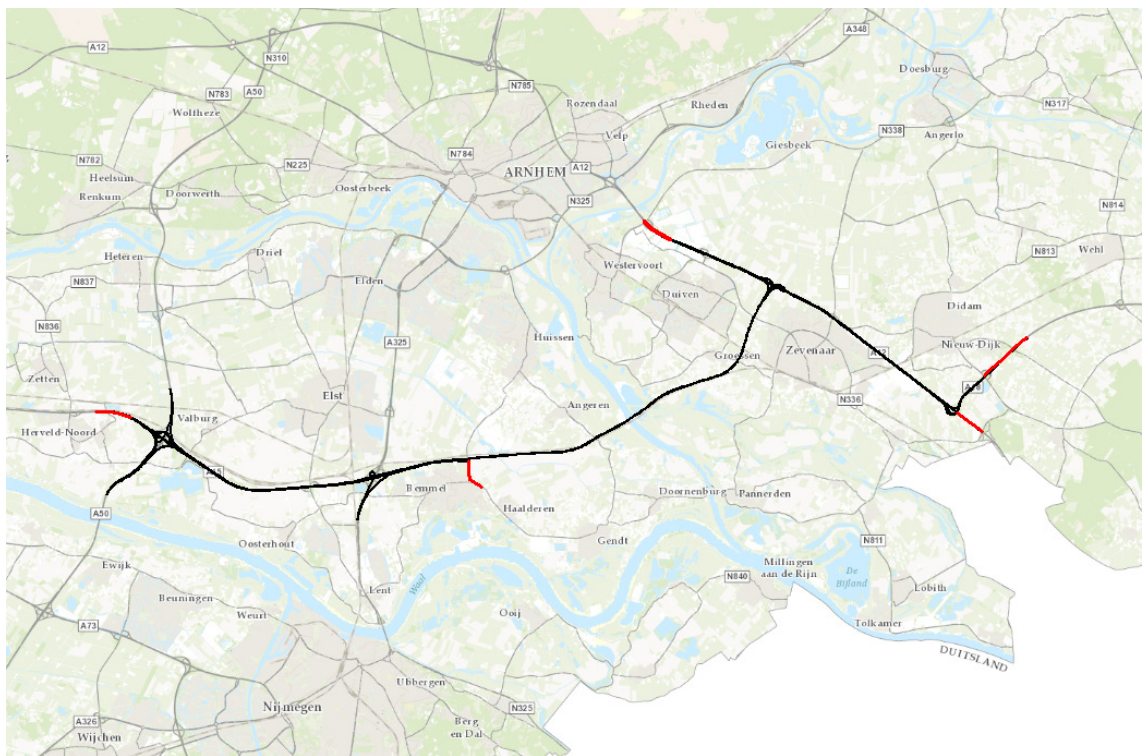 A348
A12
N310
Doesburg
N785
N783
A50
Rozendaal
Rheden
N317
Wolfheze
Velp
N338
Angerlo
Giesbeek
N784
N782
N225
A12
Heelsum
ARNHEM
Oosterbeek
Doorwerth
Renkum
N325
N814
Driel
N813
Wehl
Heteren
Westervoort
N837
Elden
Duiven
Didam
N836
Huissen
A325
Nieuw-Dijk
Zevenaar
A12
Groessen
Zetten
A18
Elst
N336
Angeren
Valburg
Herveld-Noord
A15
Bemmel
Doornenburg
Pannerden
A50
Haalderen
Gendt
N811
Oosterhout
Millingen
aan de Rijn
De
Bijland
Ewijk
N840
Lent
Waal
Lobith
Beuningen
Weurt
Ooij
Tolkamer
A73
DUITSLAND
Ubbergen
Nijmegen
N325
A326
Berg
en Dal
Wijchen